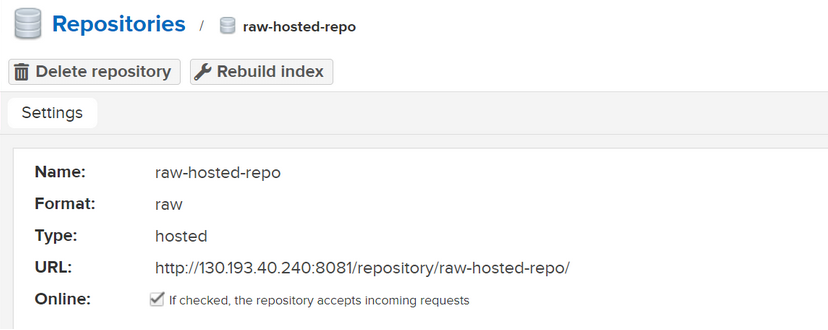 Repositories / raw-hosted-repo
Delete repository Rebuild index
Settings
Name: raw-hosted-repo
Format: raw
Type: hosted
URL: http://130.193.40.240:8081/repository/raw-hosted-repo/
Online: If checked, the repository accepts incoming requests